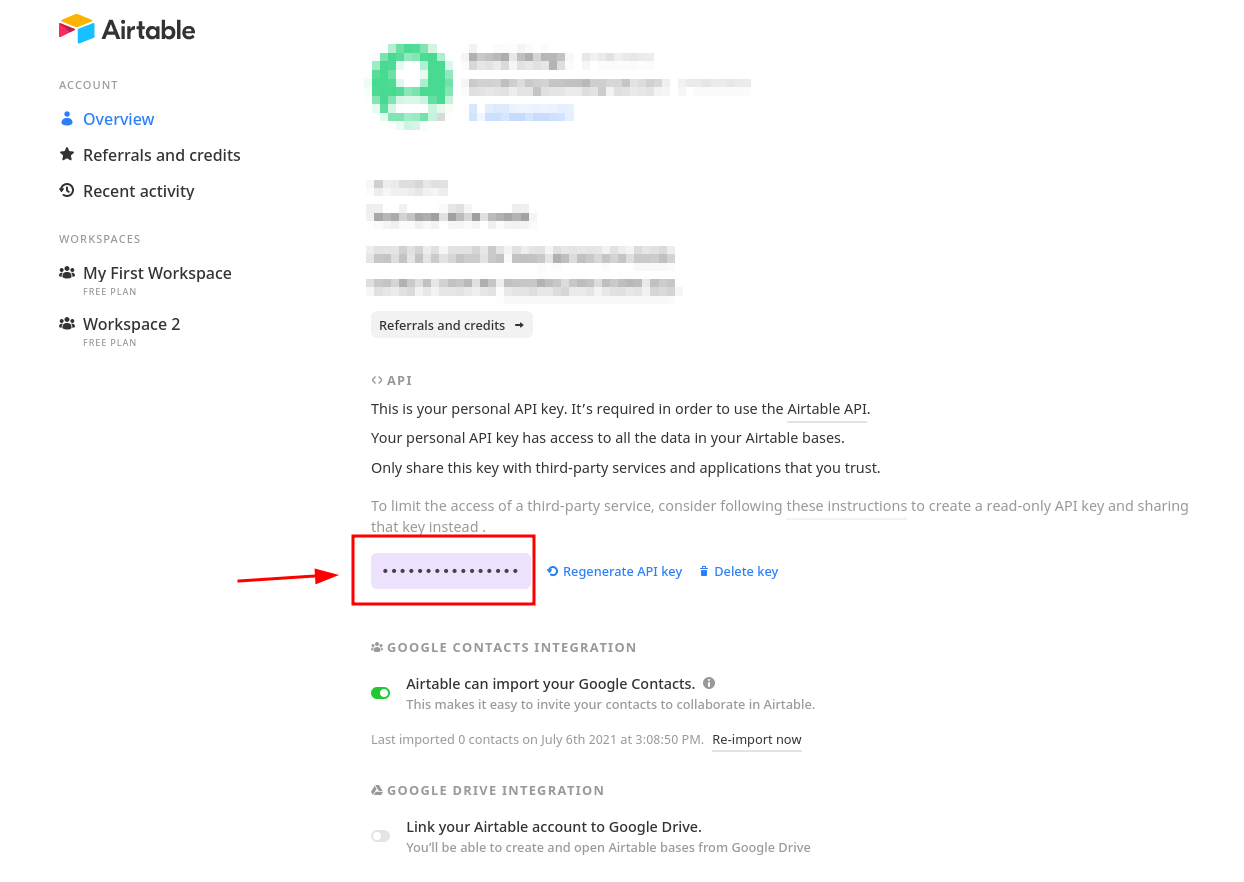 Airtable
ACCOUNT
Overview
Referrals and credits
Recent activity
WORKSPACES
My First Workspace
FREE PLAN
Workspace 2
FREE PLAN
Referrals and credits →
<> API
This is your personal API key. It's required in order to use the Airtable API.
Your personal API key has access to all the data in your Airtable bases.
Only share this key with third-party services and applications that you trust.
To limit the access of a third-party service, consider following these instructions to create a read-only API key and sharing
that key instead .
•••••••••••••••• Regenerate API key Delete key
GOOGLE CONTACTS INTEGRATION
Airtable can import your Google Contacts.
This makes it easy to invite your contacts to collaborate in Airtable.
Last imported 0 contacts on July 6th 2021 at 3:08:50 PM. Re-import now
GOOGLE DRIVE INTEGRATION
Link your Airtable account to Google Drive.
You'll be able to create and open Airtable bases from Google Drive